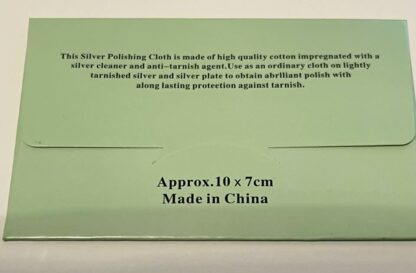 This Silver Polishing Cloth is made of high quality cotton impregnated with a
silver cleaner and anti-tarnish agent.Use as an ordinary cloth on lightly
tarnished silver and silver plate to obtain abrlliant polish with
along lasting protection against tarnish.
Approx.10 x 7cm
Made in China